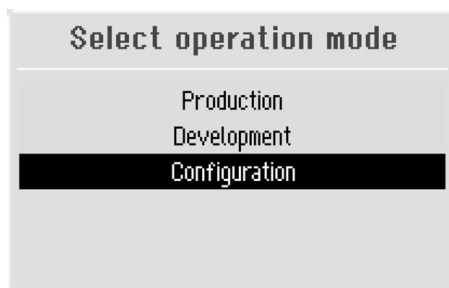 Select operation mode
Production
Development
Configuration